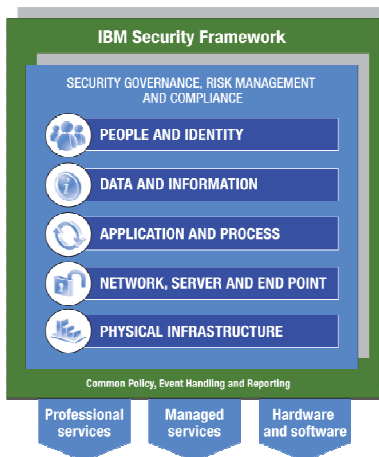 IBM Security Framework
SECURITY GOVERNANCE, RISK MANAGEMENT
AND COMPLIANCE
PEOPLE AND IDENTITY
DATA AND INFORMATION
APPLICATION AND PROCESS
NETWORK, SERVER AND END POINT
PHYSICAL INFRASTRUCTURE
Common Policy, Event Handling and Reporting
Professional
services
Managed
services
Hardware
and software